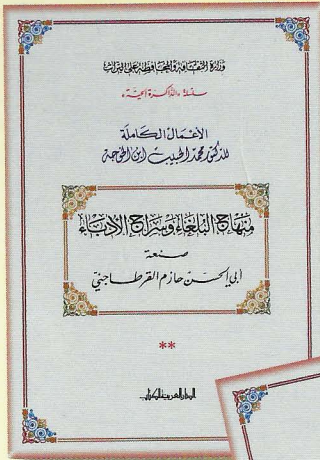 وزارة الثقافة والمحافظة على التراث
سلسلة «الذاكرة الحية»
الأعمال الكاملة
للدكتور محمد الحبيب ابن الخوجة
منهاج البلغاء وسراج الأدباء
صنعة
أبي الحسن حازم القرطاجني
**
الدار العربية للكتاب